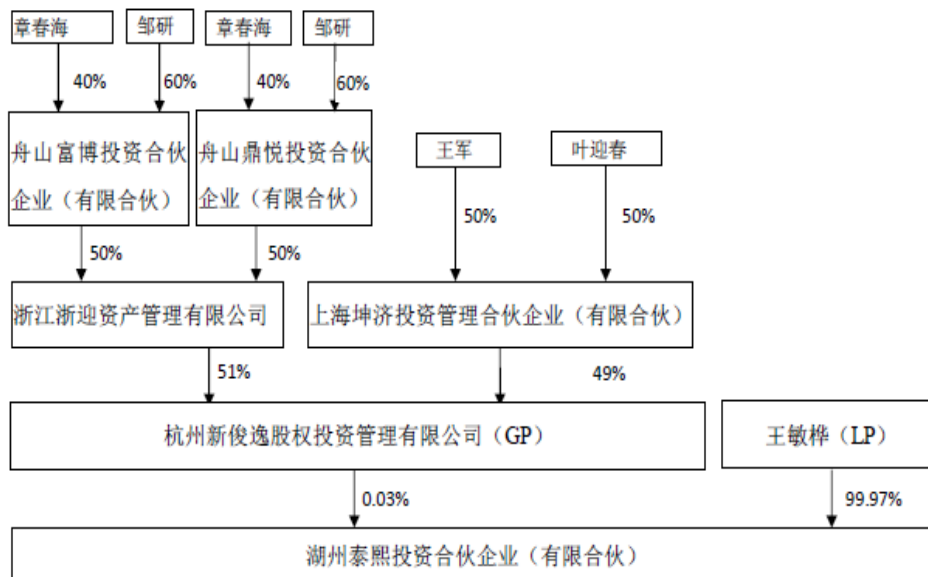 章春海
邹研
章春海
邹研
40%
60%
40%
60%
舟山富博投资合伙
企业（有限合伙）
舟山鼎悦投资合伙
企业（有限合伙）
王军
叶迎春
50%
50%
50%
50%
浙江浙迎资产管理有限公司
上海坤济投资管理合伙企业（有限合伙）
51%
49%
杭州新俊逸股权投资管理有限公司（GP）
王敏桦（LP）
0.03%
99.97%
湖州泰熙投资合伙企业（有限合伙）